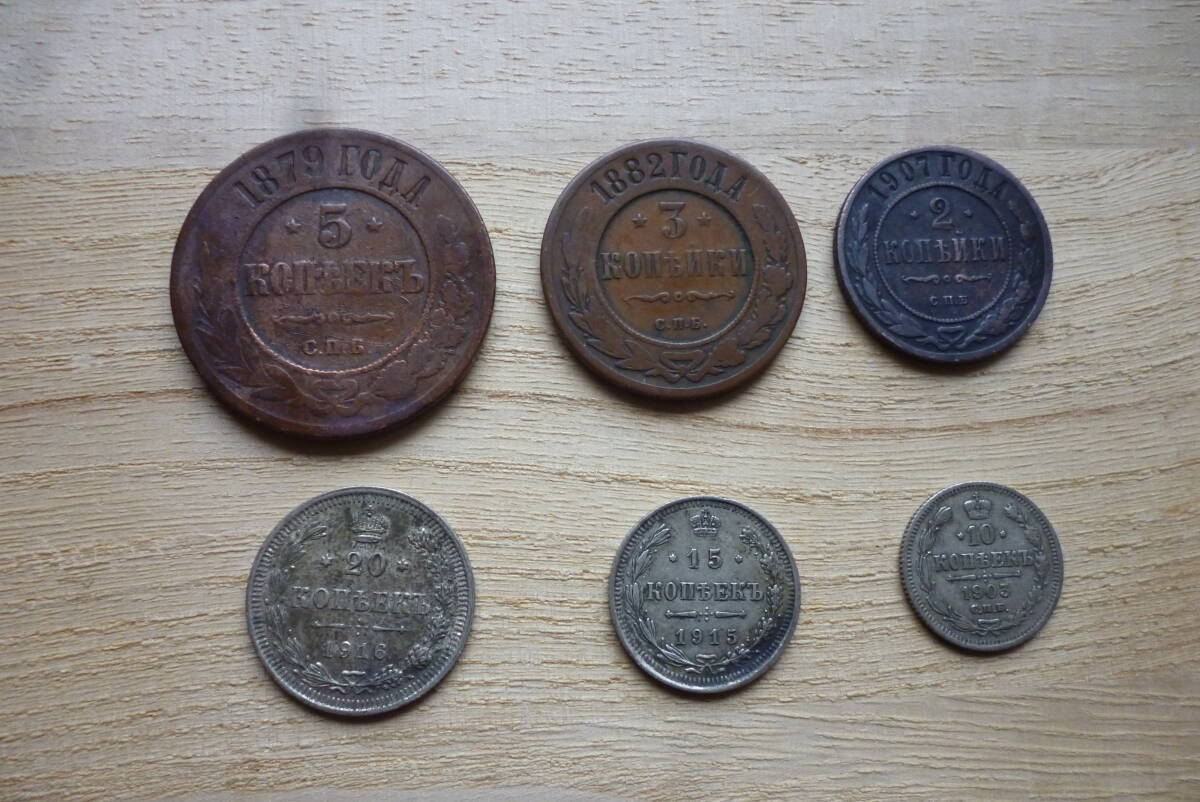 1879 ГОДА
5
КОПѢЕКЪ
С.П.Б.
1882 ГОДА
3
КОПѢЙКИ
С.П.Б.
1907 ГОДА
2
КОПѢЙКИ
С.П.Б
20
КОПѢЕКЪ
1916
15
КОПѢЕКЪ
1915
10
КОПѢЕКЪ
1905
С.П.Б.